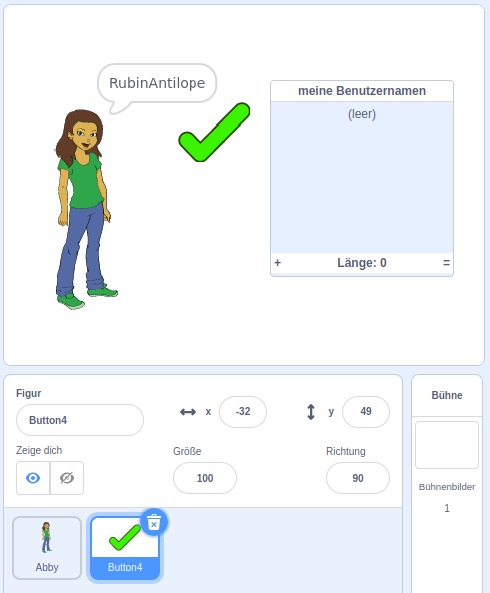 RubinAntilope
meine Benutzernamen
(leer)
+ Länge: 0 =
Figur
Button4
x -32
y 49
Zeige dich
Größe
100
Richtung
90
Abby
Button4
Bühne
Bühnenbilder
1